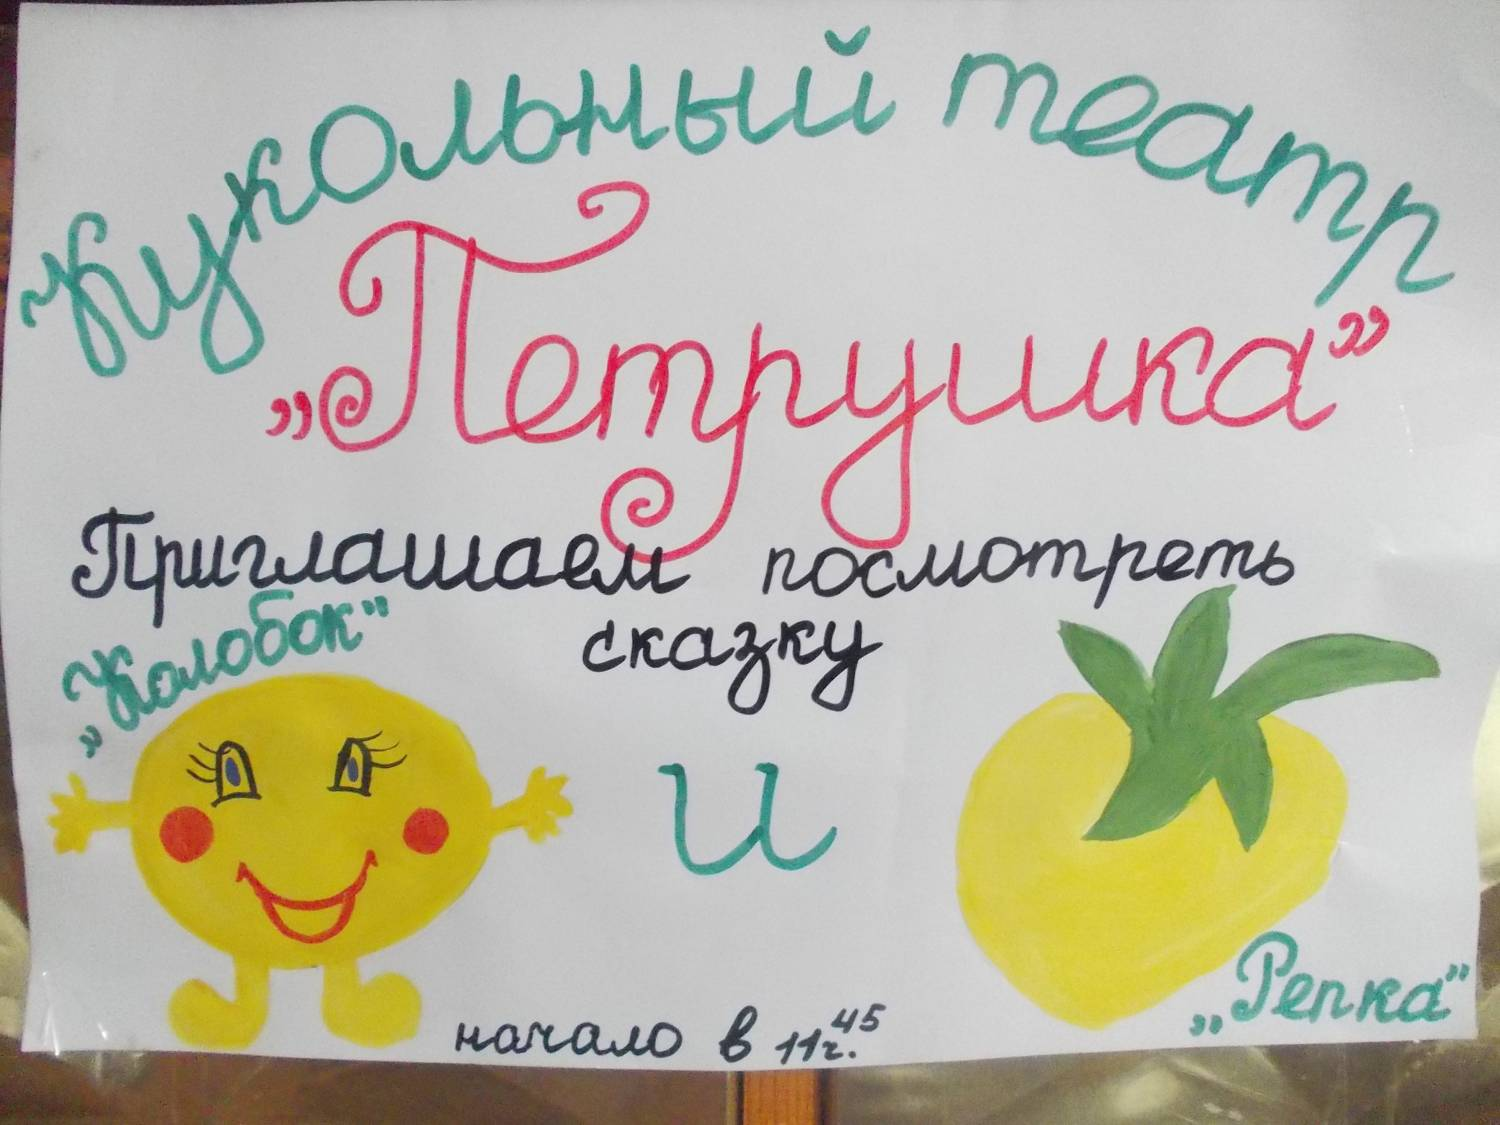 Кукольный театр
„Петрушка”
Приглашаем посмотреть
сказку
„Колобок”
и
„Репка”
начало в 11ч.45